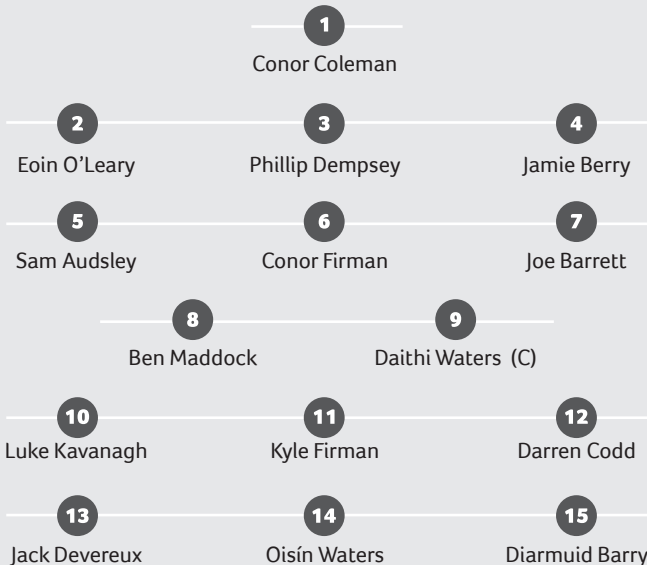 1
Conor Coleman
2 3 4
Eoin O'Leary Phillip Dempsey Jamie Berry
5 6 7
Sam Audsley Conor Firman Joe Barrett
8 9
Ben Maddock Daithi Waters (C)
10 11 12
Luke Kavanagh Kyle Firman Darren Codd
13 14 15
Jack Devereux Oisín Waters Diarmuid Barry